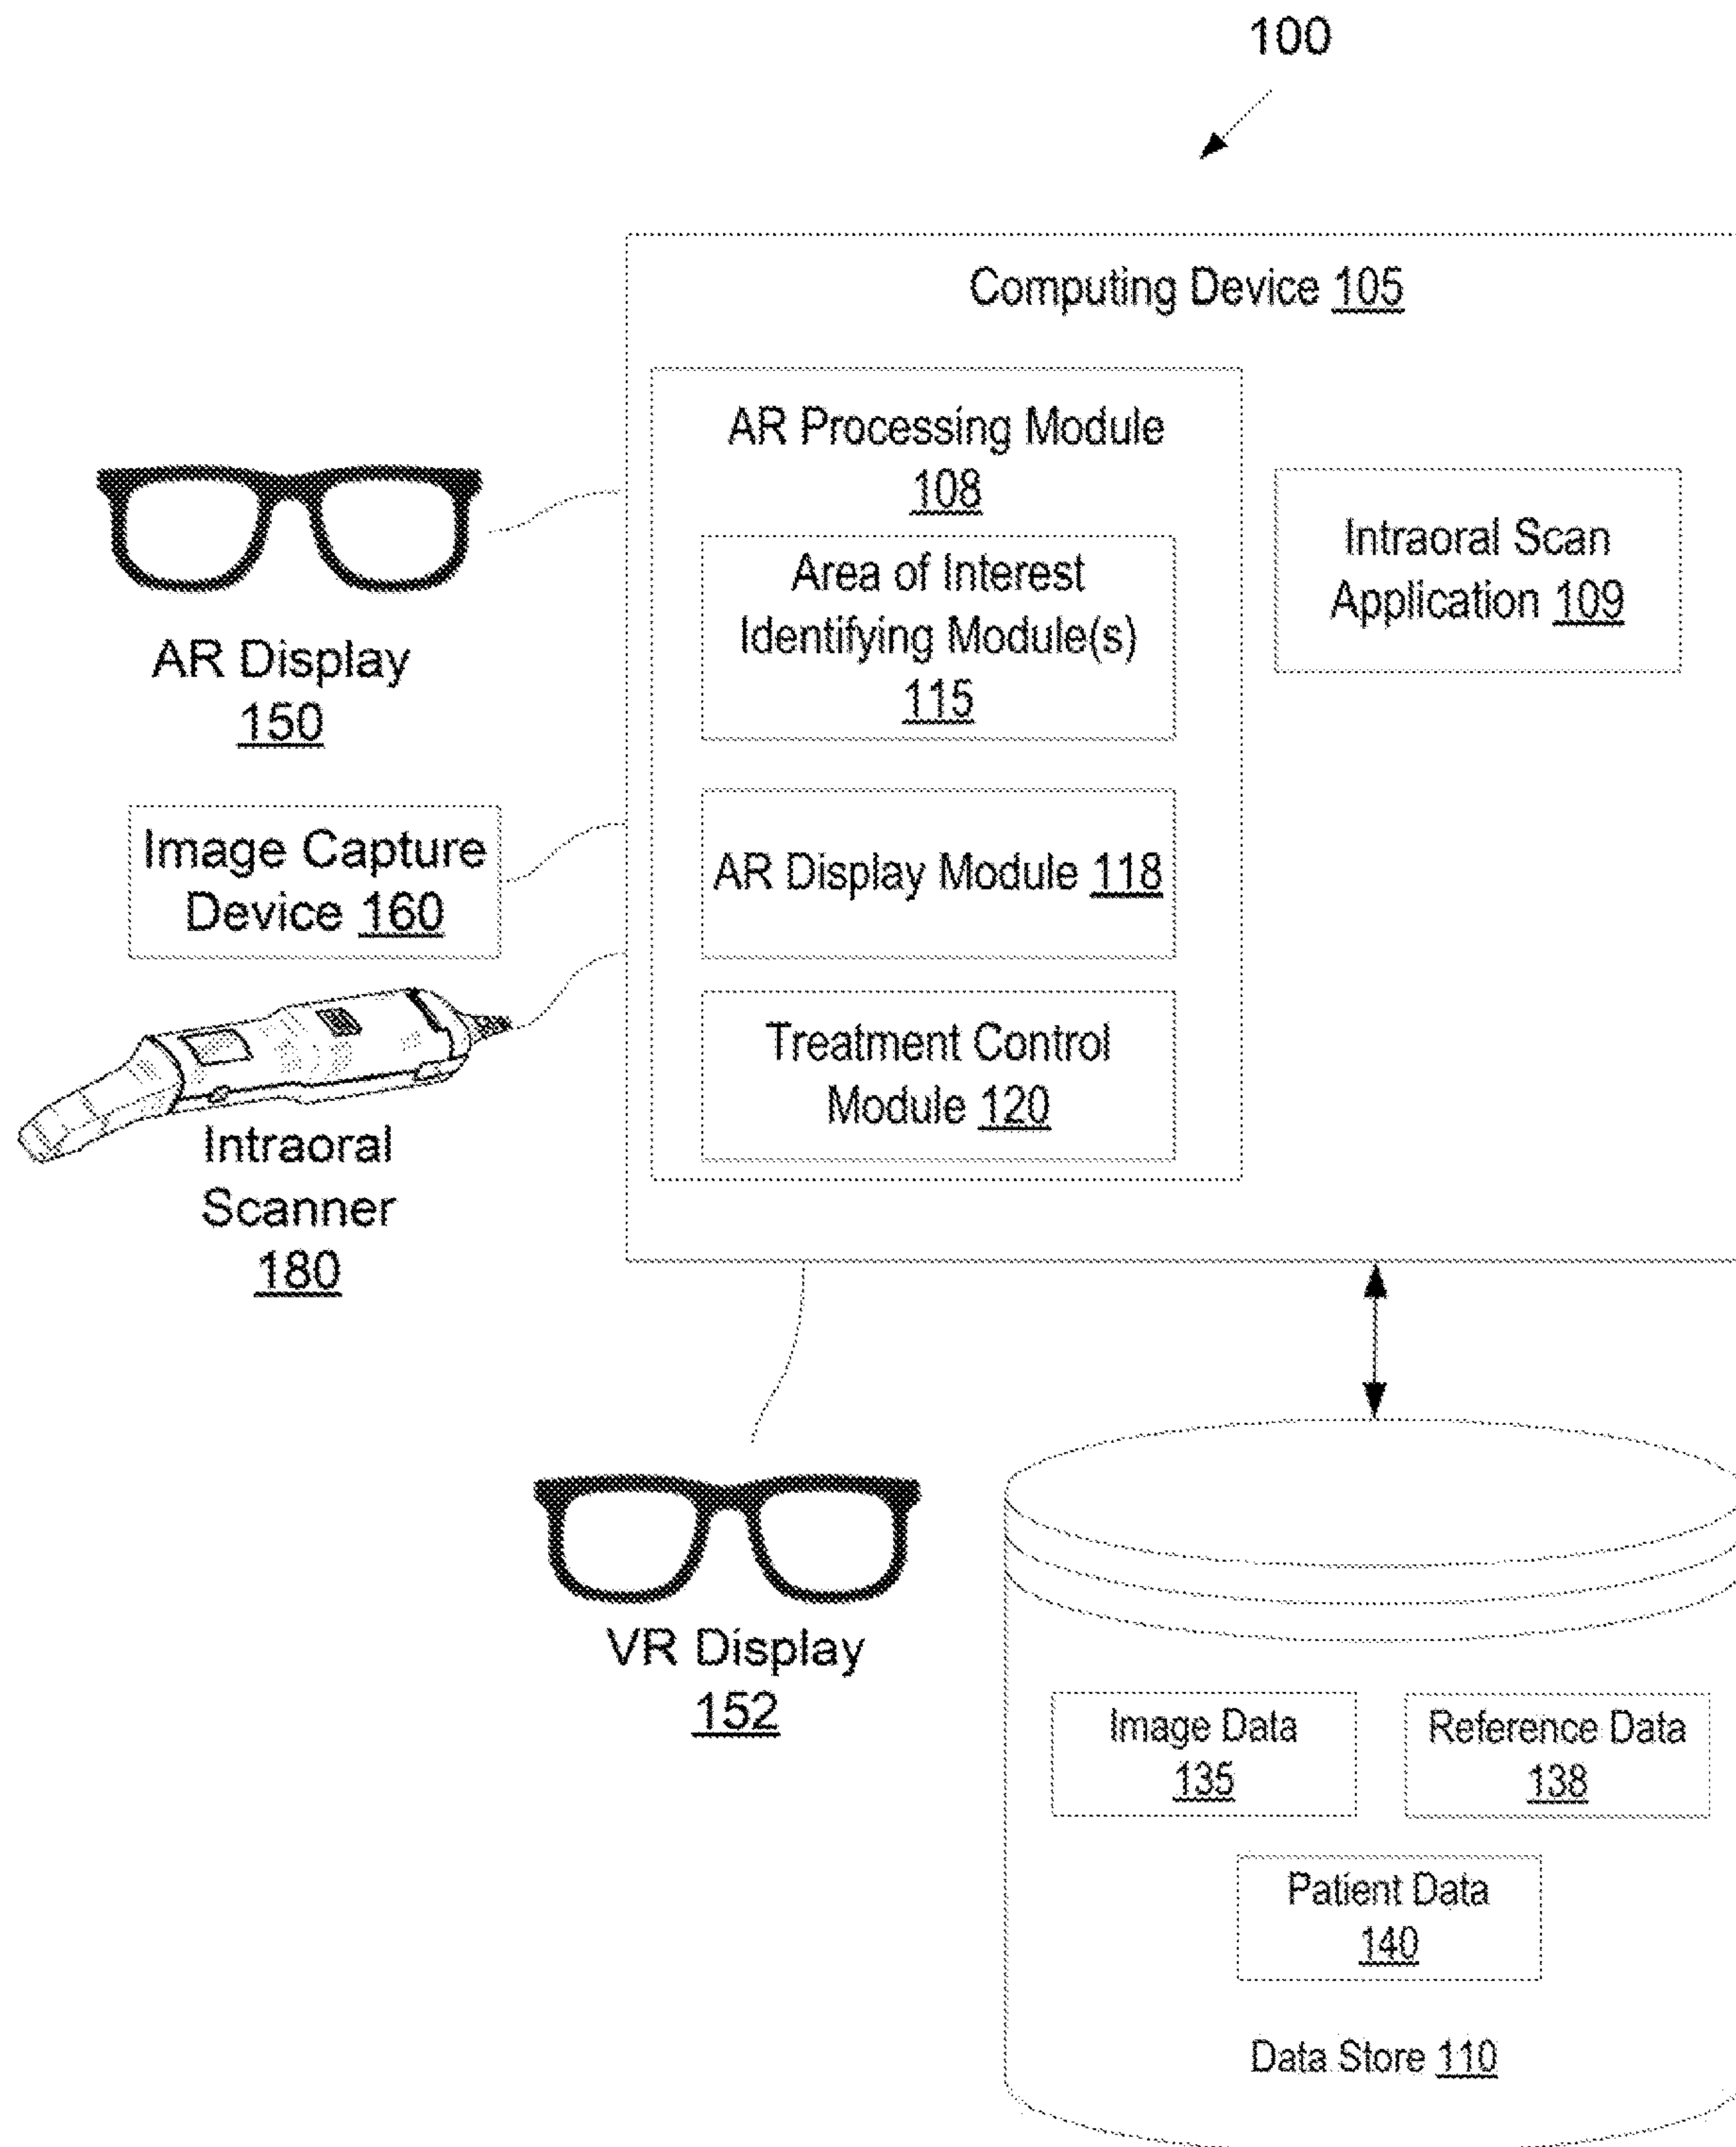 100
Computing Device 105
AR Processing Module
108
Area of Interest
Identifying Module(s)
115
AR Display Module 118
Treatment Control
Module 120
Intraoral Scan
Application 109
AR Display
150
Image Capture
Device 160
Intraoral
Scanner
180
VR Display
152
Image Data
135
Reference Data
138
Patient Data
140
Data Store 110